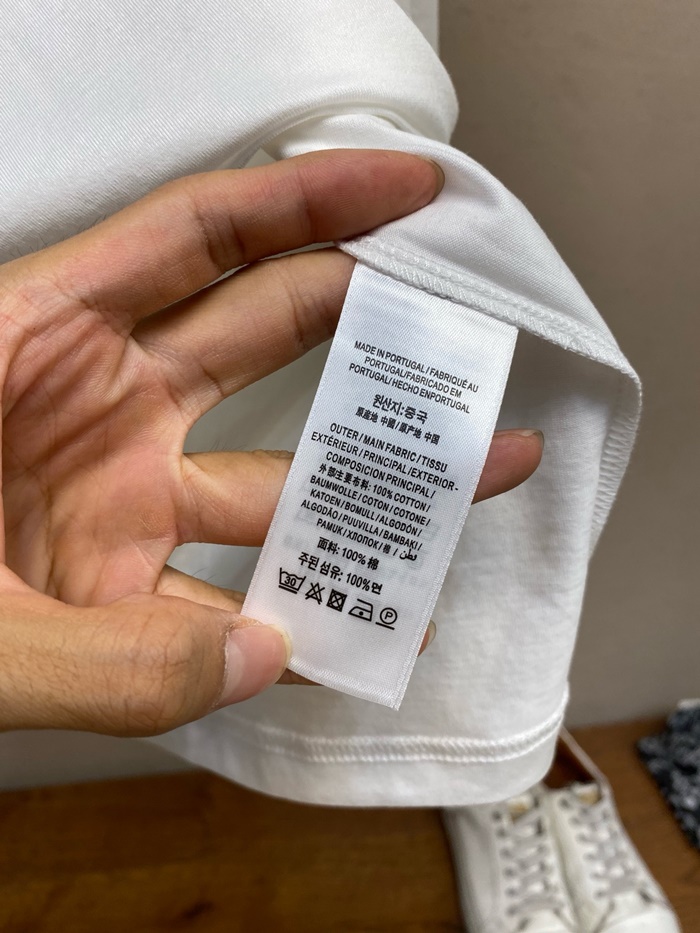 MADE IN PORTUGAL / FABRIQUÉ AU
PORTUGAL/FABRICADO EM
PORTUGAL/ HECHO ENPORTUGAL
원산지:중국
原産地 中國 / 原产地 中国
OUTER / MAIN FABRIC / TISSU
EXTÉRIEUR / PRINCIPAL / EXTERIOR-
COMPOSICION PRINCIPAL /
外部主要布料: 100% COTTON /
BAUMWOLLE / COTON / COTONE /
KATOEN / BOMULL / ALGODÓN /
ALGODÃO / PUUVILLA / BAMBAKI /
PAMUK / ХЛОПОК / 棉 / قطن
面料: 100% 棉
주된 섬유: 100% 면
30 P